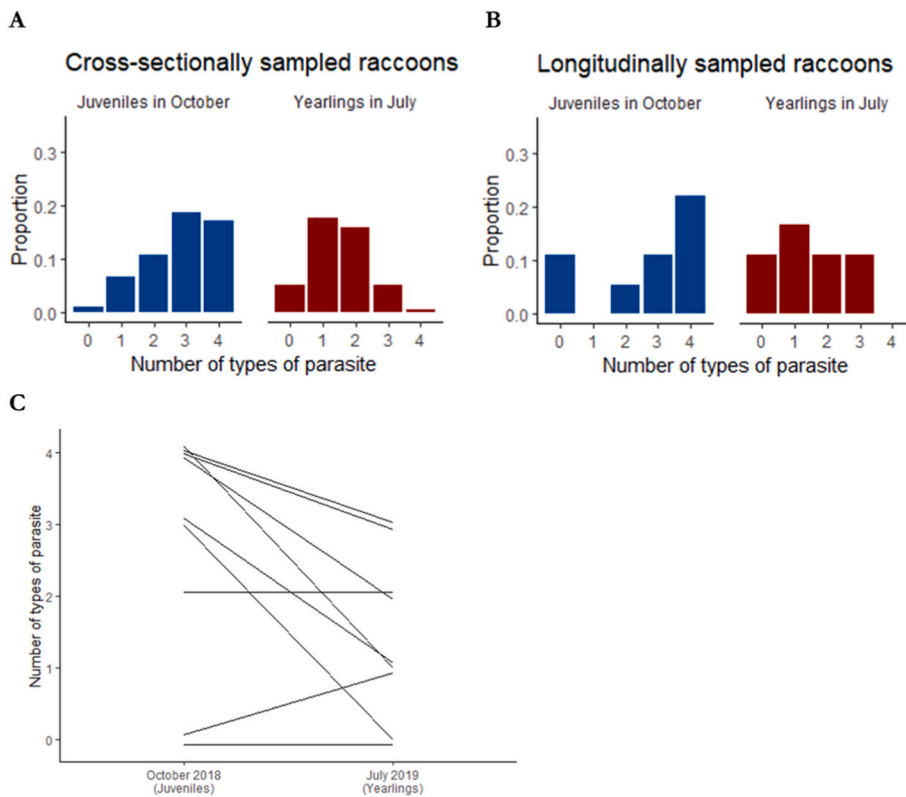 A
Cross-sectionally sampled raccoons
Juveniles in October
Yearlings in July
Proportion
0.3
0.2
0.1
0.0
0 1 2 3 4
0 1 2 3 4
Number of types of parasite
B
Longitudinally sampled raccoons
Juveniles in October
Yearlings in July
Proportion
0.3
0.2
0.1
0.0
0 1 2 3 4
0 1 2 3 4
Number of types of parasite
C
Number of types of parasite
4
3
2
1
0
October 2018
(Juveniles)
July 2019
(Yearlings)